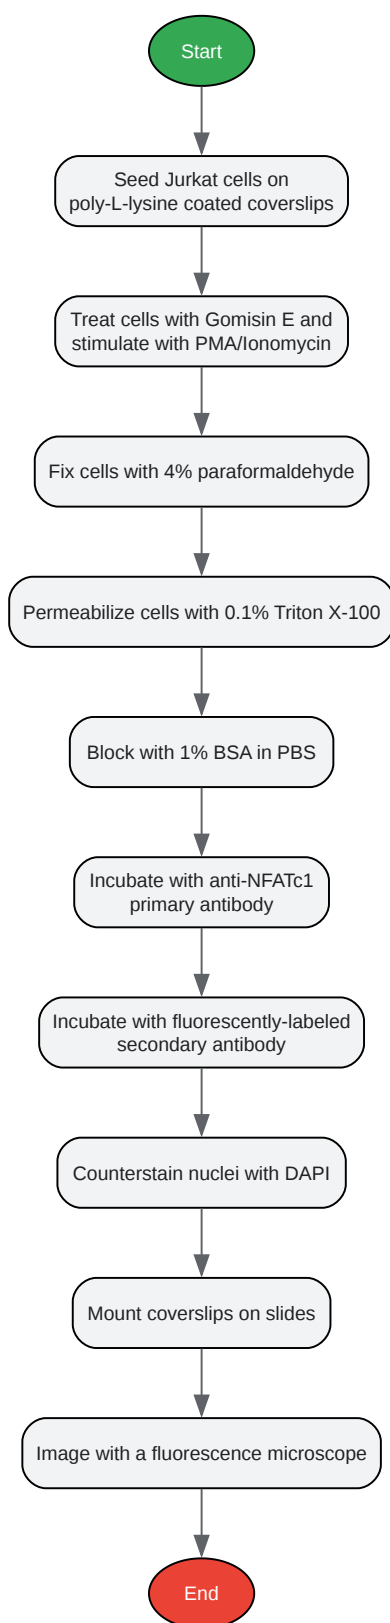 Start
Seed Jurkat cells on
poly-L-lysine coated coverslips
Treat cells with Gomisin E and
stimulate with PMA/Ionomycin
Fix cells with 4% paraformaldehyde
Permeabilize cells with 0.1% Triton X-100
Block with 1% BSA in PBS
Incubate with anti-NFATc1
primary antibody
Incubate with fluorescently-labeled
secondary antibody
Counterstain nuclei with DAPI
Mount coverslips on slides
Image with a fluorescence microscope
End